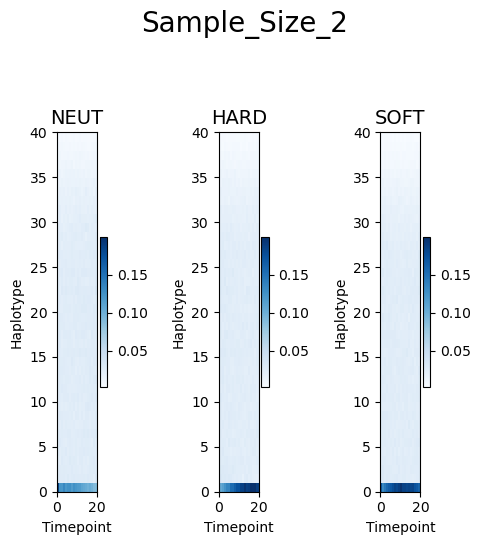 Sample_Size_2
NEUT HARD SOFT
40 40 40
35 35 35
30 30 30
25 25 25
20 20 20
15 15 15
10 10 10
5 5 5
0 0 0
0 20 0 20 0 20
Haplotype Haplotype Haplotype
Timepoint Timepoint Timepoint
0.15 0.15 0.15
0.10 0.10 0.10
0.05 0.05 0.05